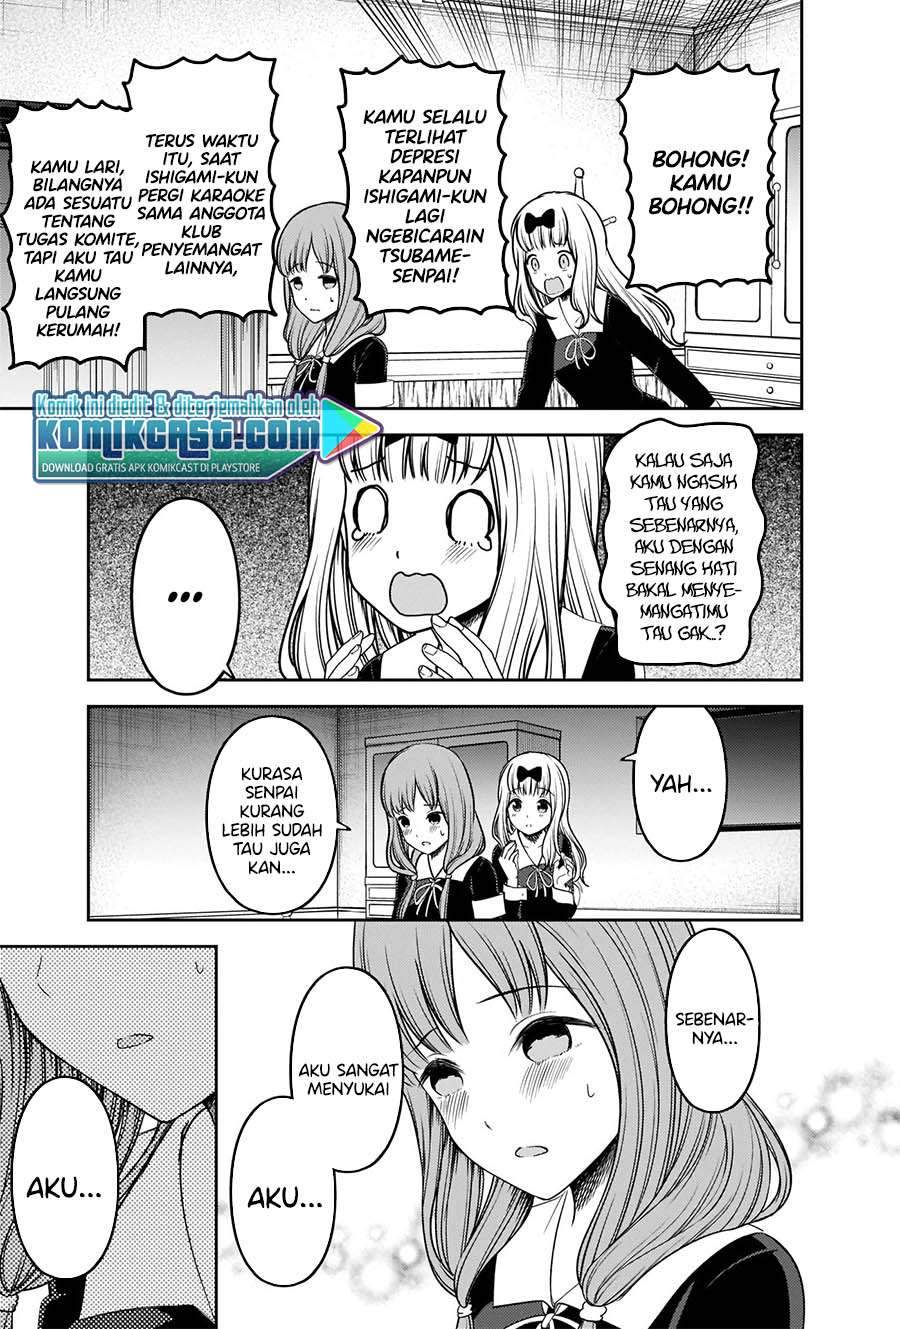 BOHONG!
KAMU
BOHONG!!
KAMU SELALU
TERLIHAT
DEPRESI
KAPANPUN
ISHIGAMI-KUN
LAGI
NGEBICARAIN
TSUBAME-
SENPAI!
TERUS WAKTU
ITU, SAAT
ISHIGAMI-KUN
PERGI KARAOKE
SAMA ANGGOTA
KLUB
PENYEMANGAT
LAINNYA,
KAMU LARI,
BILANGNYA
ADA SESUATU
TENTANG
TUGAS KOMITE,
TAPI AKU TAU
KAMU
LANGSUNG
PULANG
KERUMAH!
Komik ini diedit & diterjemahkan oleh
KOMIKCAST.COM
DOWNLOAD GRATIS APK KOMIKCAST DI PLAYSTORE
KALAU SAJA
KAMU NGASIH
TAU YANG
SEBENARNYA,
AKU DENGAN
SENANG HATI
BAKAL MENYE-
MANGATIMU
TAU GAK..?
...
YAH...
KURASA
SENPAI
KURANG
LEBIH SUDAH
TAU JUGA
KAN...
SEBENAR-
NYA...
AKU SANGAT
MENYUKAI
AKU...
AKU...